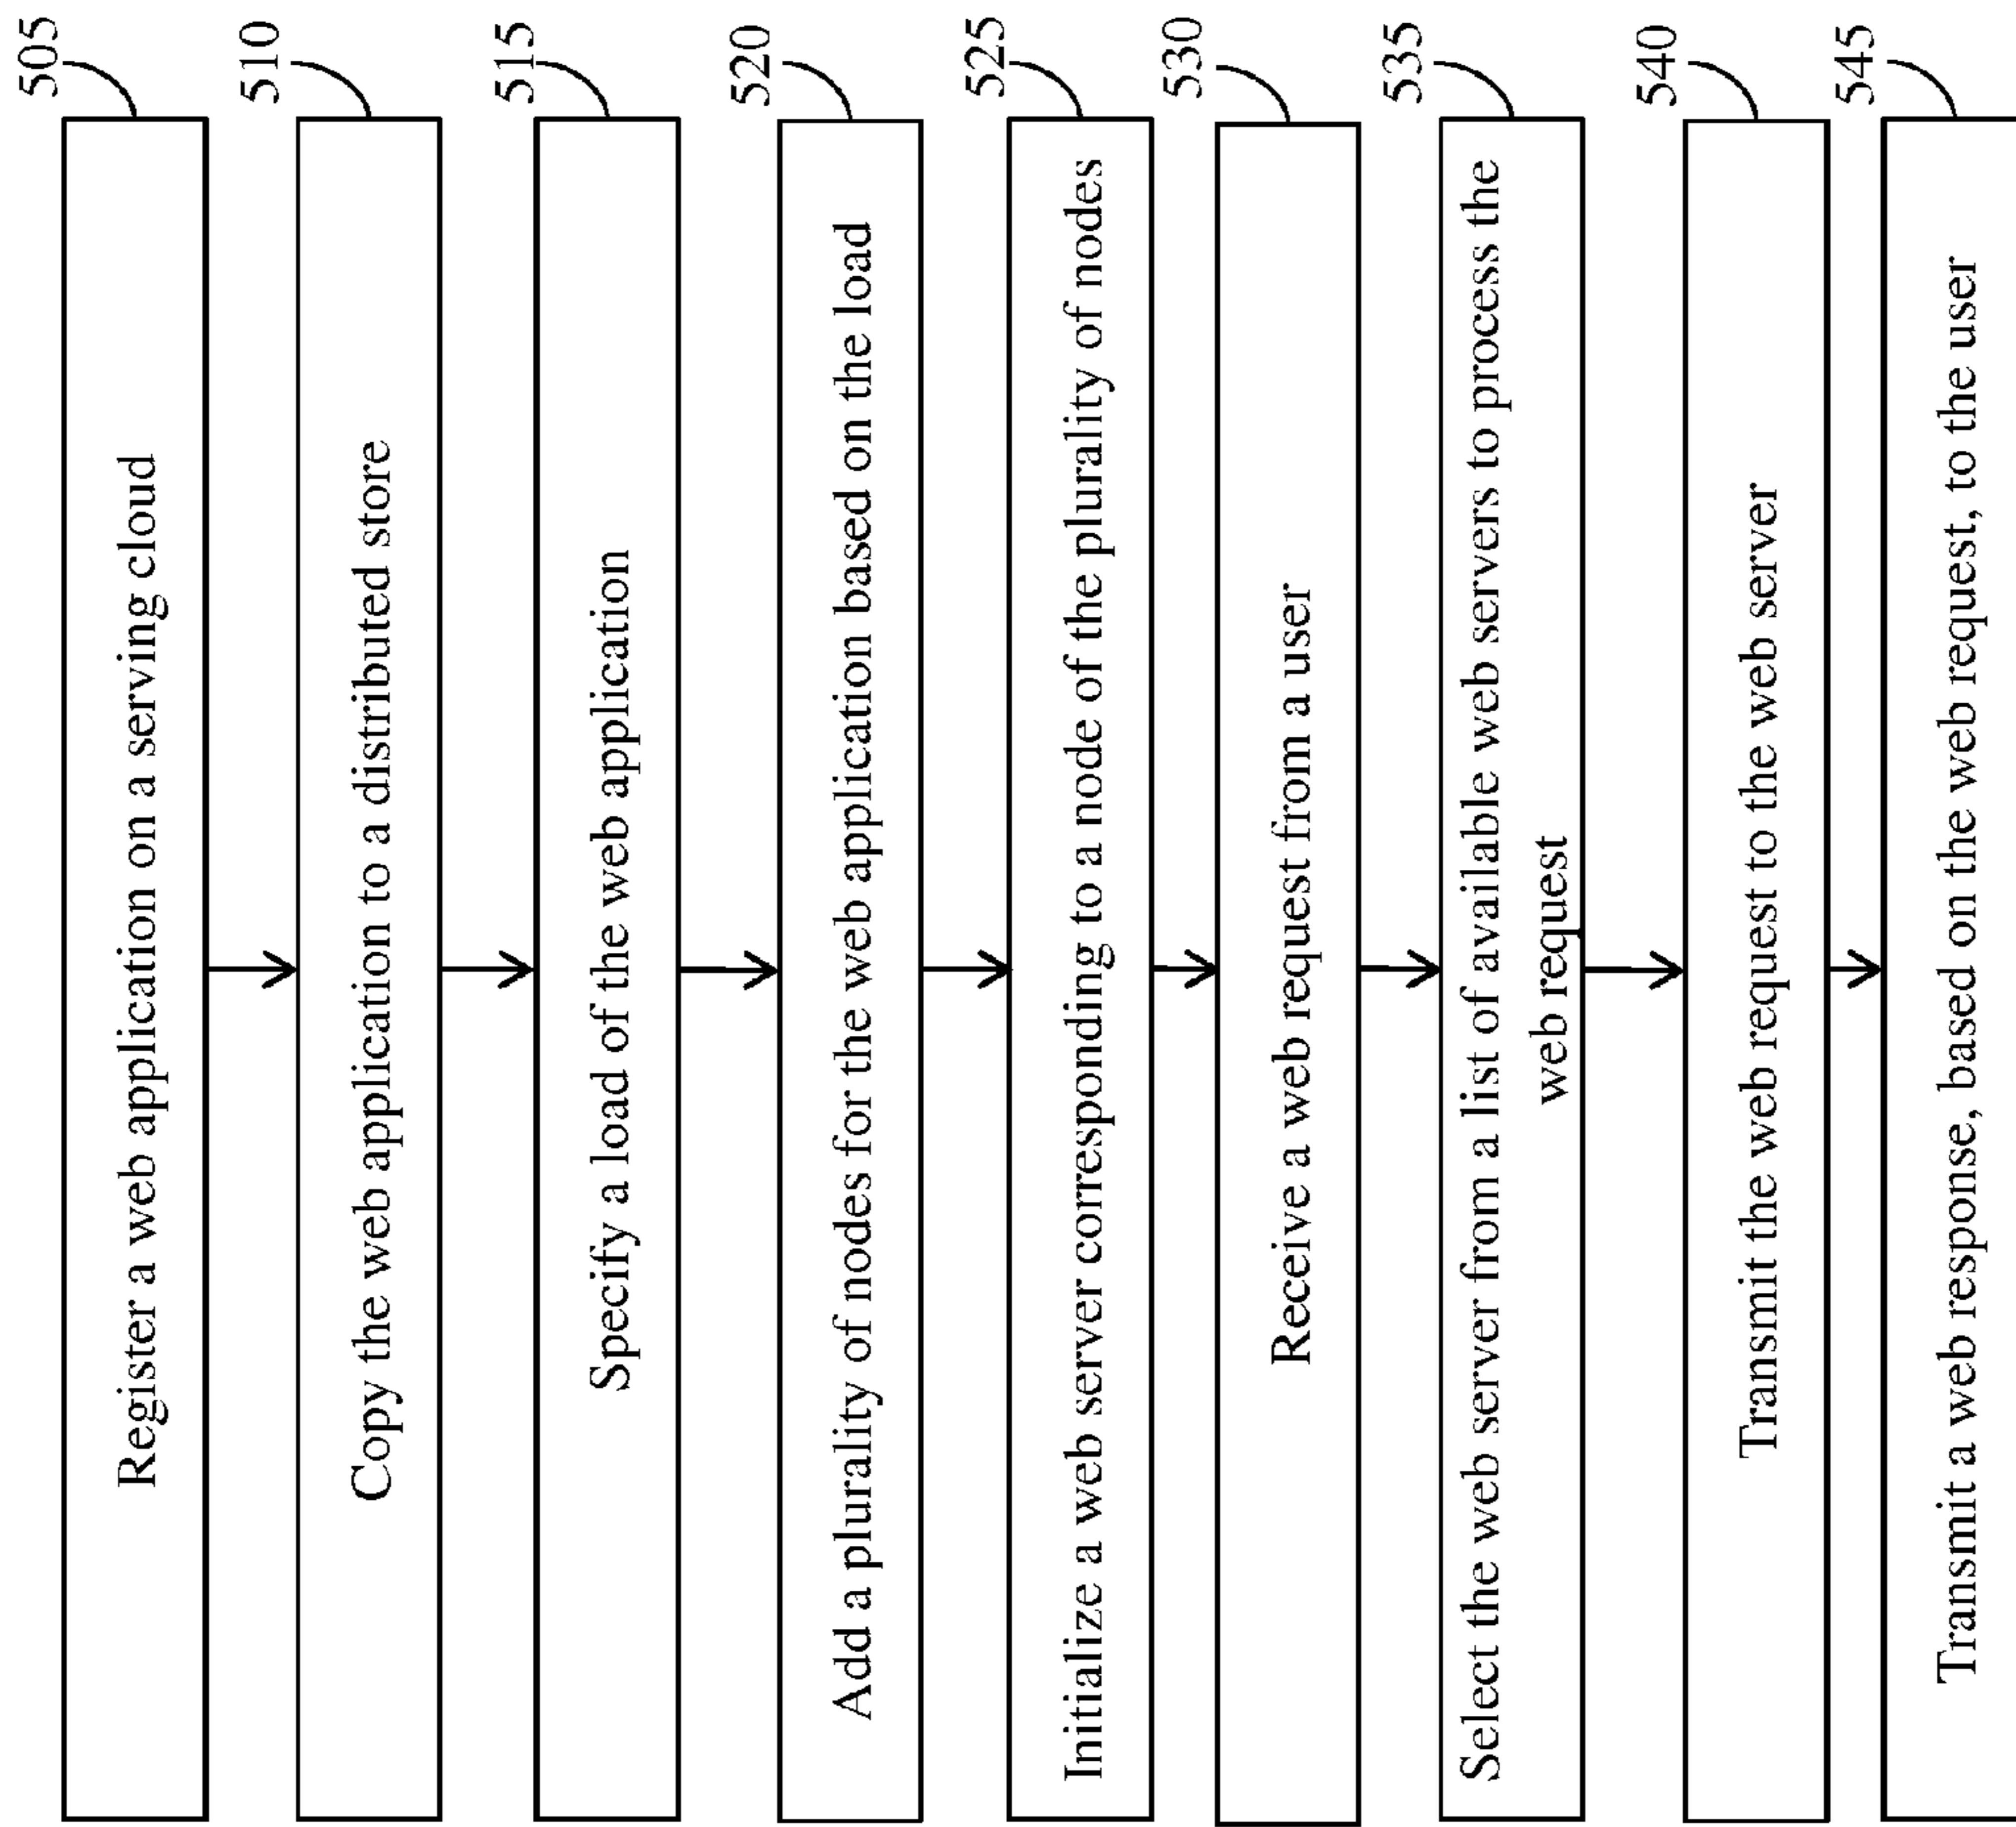 505
Register a web application on a serving cloud
510
Copy the web application to a distributed store
515
Specify a load of the web application
520
Add a plurality of nodes for the web application based on the load
525
Initialize a web server corresponding to a node of the plurality of nodes
530
Receive a web request from a user
535
Select the web server from a list of available web servers to process the
web request
540
Transmit the web request to the web server
545
Transmit a web response, based on the web request, to the user